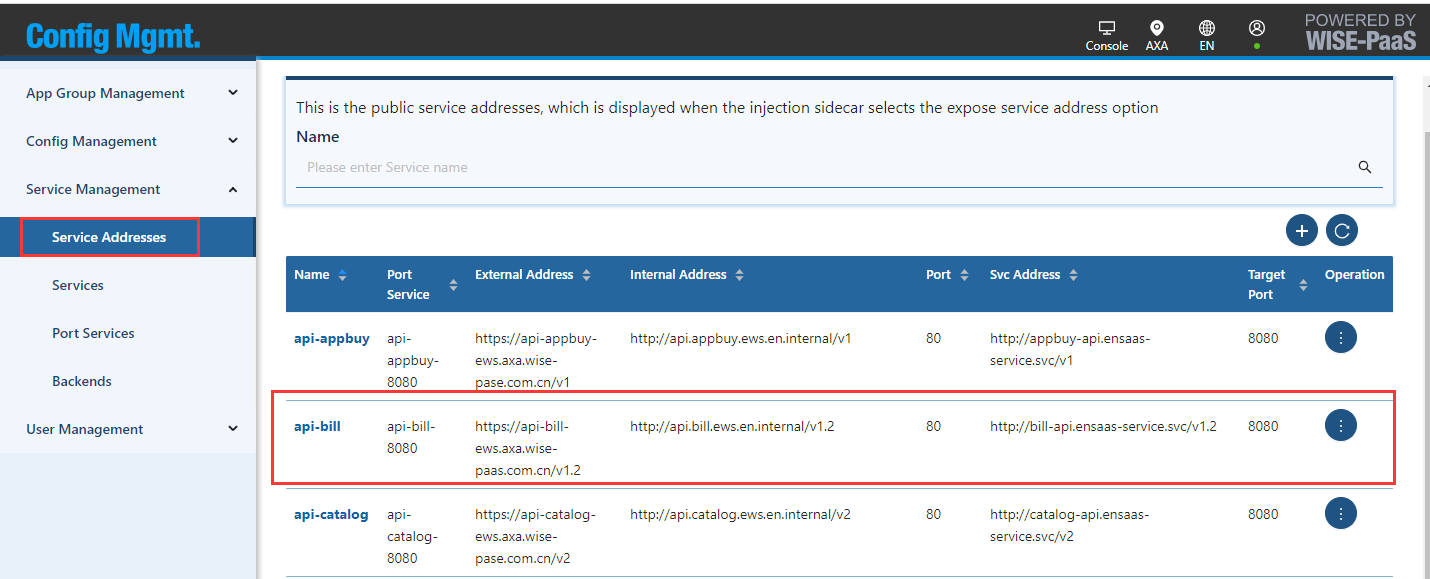 Config Mgmt.
Console
AXA
EN
POWERED BY
WISE-PaaS
App Group Management
Config Management
Service Management
Service Addresses
Services
Port Services
Backends
User Management
This is the public service addresses, which is displayed when the injection sidecar selects the expose service address option
Name
Please enter Service name
Name
Port
Service
External Address
Internal Address
Port
Svc Address
Target
Port
Operation
api-appbuy
api-
appbuy-
8080
https://api-appbuy-
ews.axa.wise-
pase.com.cn/v1
http://api.appbuy.ews.en.internal/v1
80
http://appbuy-api.ensaas-
service.svc/v1
8080
api-bill
api-bill-
8080
https://api-bill-
ews.axa.wise-
paas.com.cn/v1.2
http://api.bill.ews.en.internal/v1.2
80
http://bill-api.ensaas-service.svc/v1.2
8080
api-catalog
api-
catalog-
8080
https://api-catalog-
ews.axa.wise-
pase.com.cn/v2
http://api.catalog.ews.en.internal/v2
80
http://catalog-api.ensaas-
service.svc/v2
8080